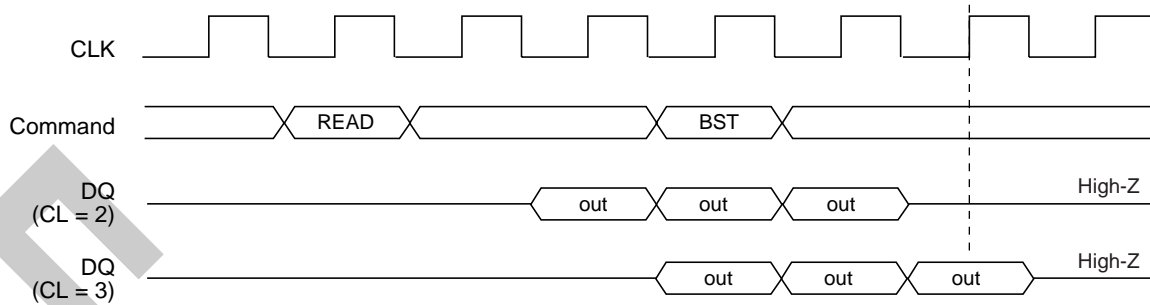 CLK
Command
READ
BST
DQ
(CL = 2)
out
out
out
High-Z
DQ
(CL = 3)
out
out
out
High-Z